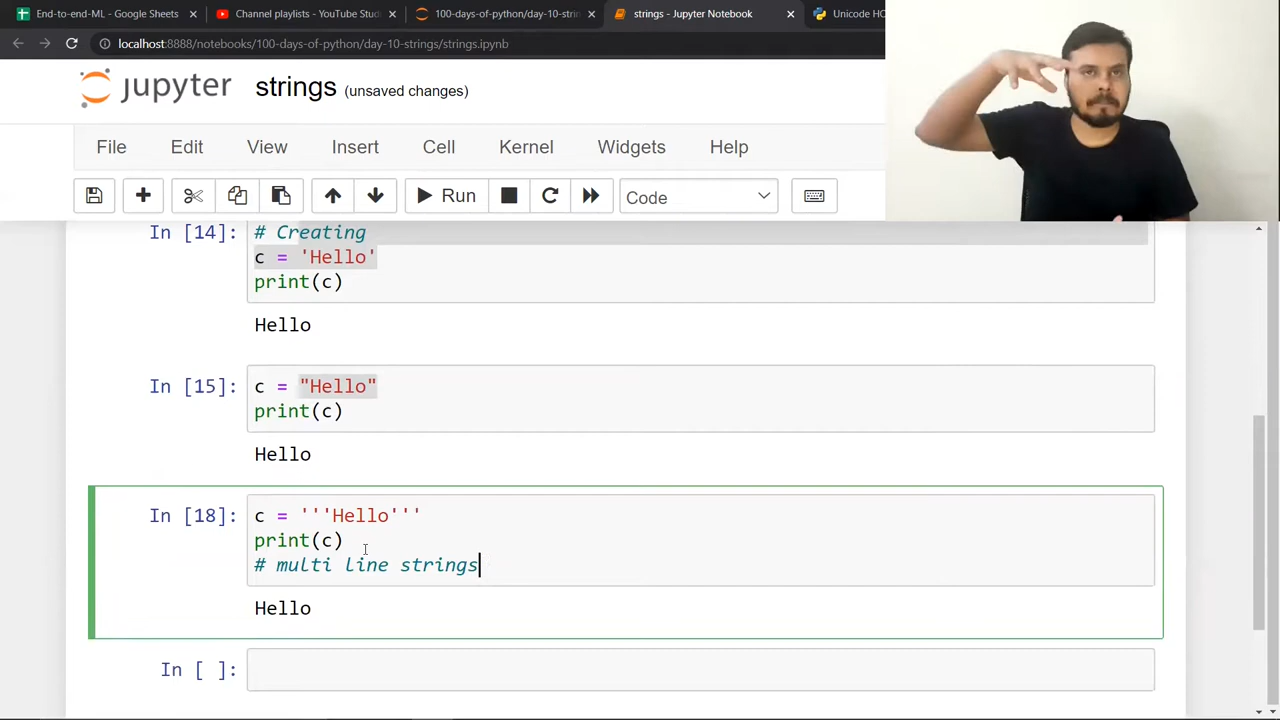 End-to-end-ML - Google Sheets
Channel playlists - YouTube Stud
100-days-of-python/day-10-strin
strings - Jupyter Notebook
Unicode HO
localhost:8888/notebooks/100-days-of-python/day-10-strings/strings.ipynb
jupyter strings (unsaved changes)
File Edit View Insert Cell Kernel Widgets Help
Run Code
In [14]: # Creating
c = 'Hello'
print(c)
Hello
In [15]: c = "Hello"
print(c)
Hello
In [18]: c = '''Hello'''
print(c)
# multi line strings
Hello
In [ ]: